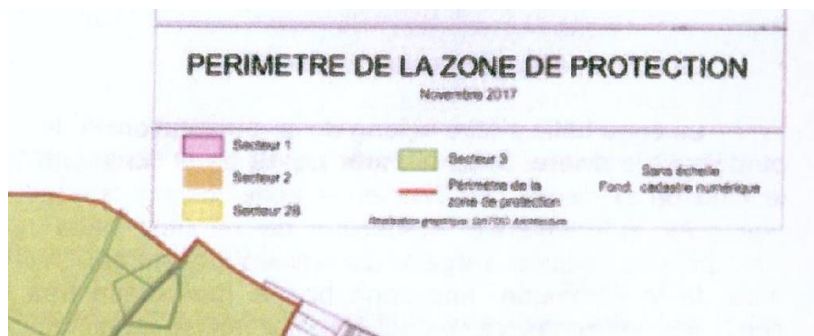 PERIMETRE DE LA ZONE DE PROTECTION
Novembre 2017
Secteur 1
Secteur 2
Secteur 2B
Secteur 3
Périmètre de la
zone de protection
Sans échelle
Fond: cadastre numérique